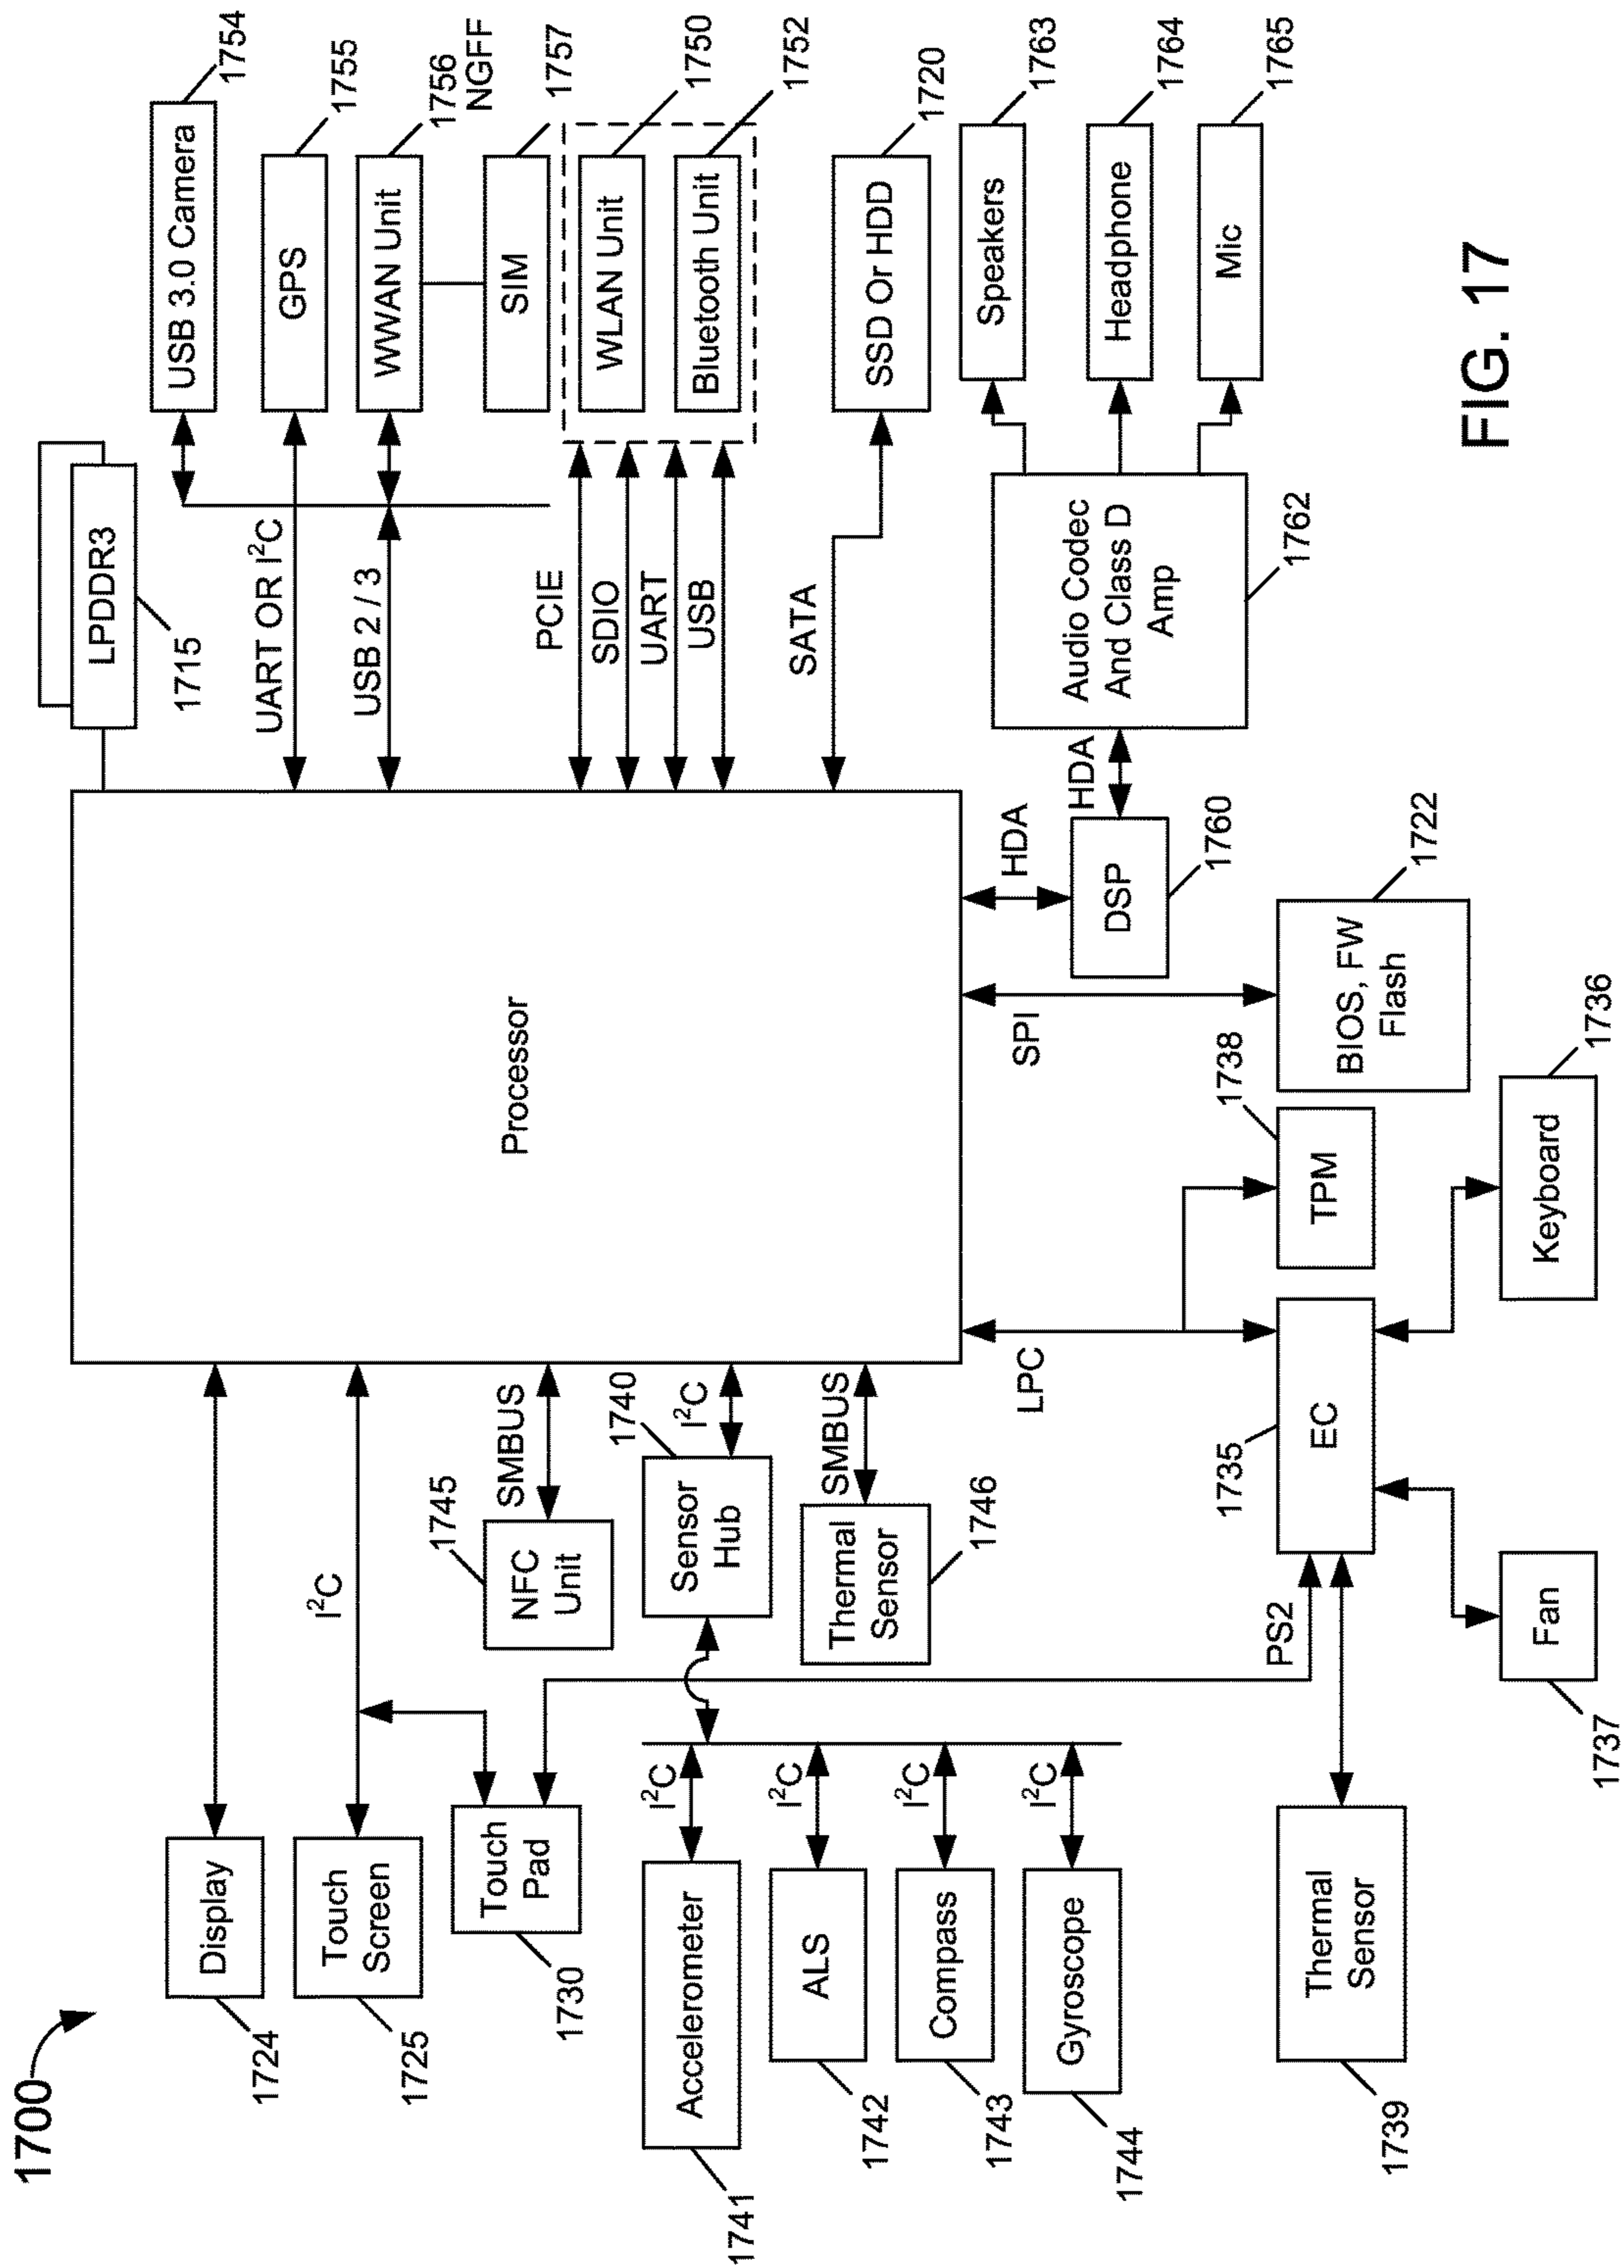 1700
Display
1724
Touch
Screen
1725
I²C
Touch
Pad
1730
NFC
Unit
1745
SMBUS
Sensor
Hub
1740
I²C
Thermal
Sensor
1746
SMBUS
Accelerometer
1741
I²C
ALS
1742
I²C
Compass
1743
I²C
Gyroscope
1744
I²C
Thermal
Sensor
1739
PS2
Processor
LPDDR3
1715
UART OR I²C
USB 2 / 3
PCIE
SDIO
UART
USB
SATA
USB 3.0 Camera
1754
GPS
1755
WWAN Unit
1756
NGFF
SIM
1757
WLAN Unit
1750
Bluetooth Unit
1752
SSD Or HDD
1720
Speakers
1763
Headphone
1764
Mic
1765
Audio Codec
And Class D
Amp
1762
HDA
HDA
DSP
1760
SPI
BIOS, FW
Flash
1722
LPC
TPM
1738
EC
1735
Keyboard
1736
Fan
1737
FIG. 17